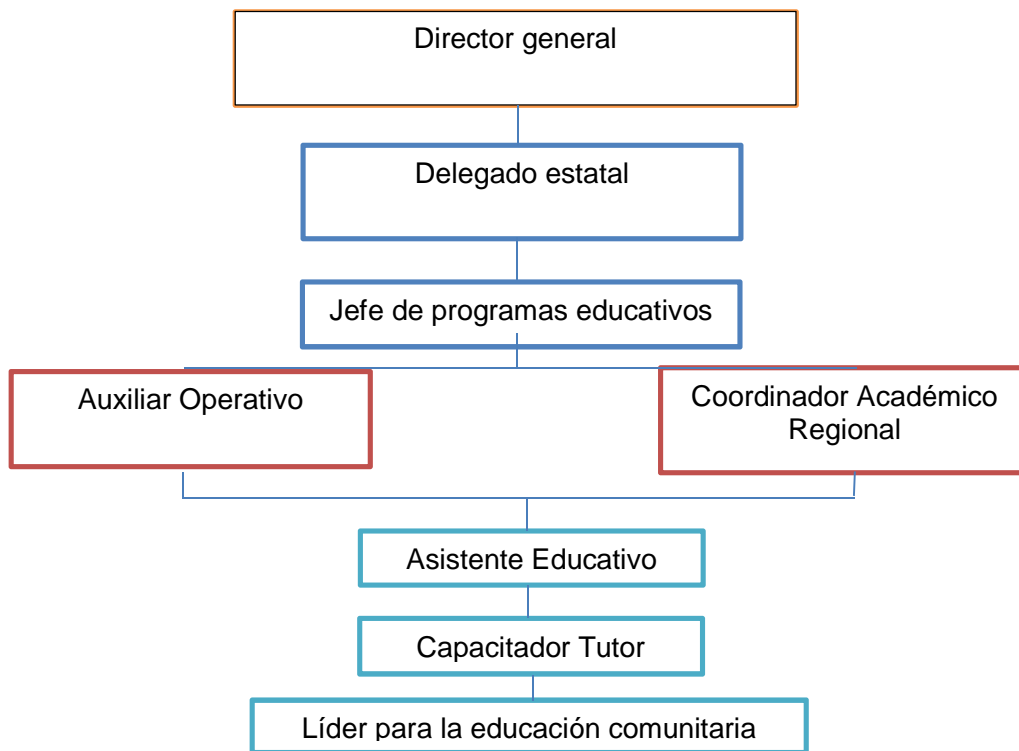 Director general
Delegado estatal
Jefe de programas educativos
Auxiliar Operativo
Coordinador Académico
Regional
Asistente Educativo
Capacitador Tutor
Líder para la educación comunitaria